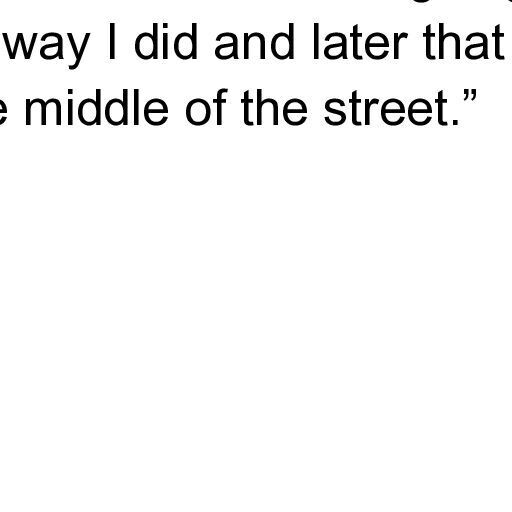 way I did and later that
middle of the street.”